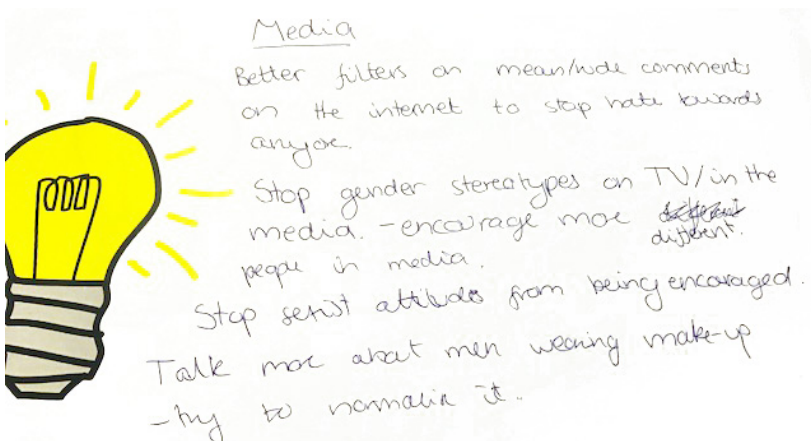 Media
Better filters on mean/rude comments
on the internet to stop hate towards
anyone.
Stop gender stereotypes on TV/in the
media. - encourage more different.
people in media.
Stop sexist attitudes from being encouraged.
Talk more about men wearing make-up
- try to normalise it.